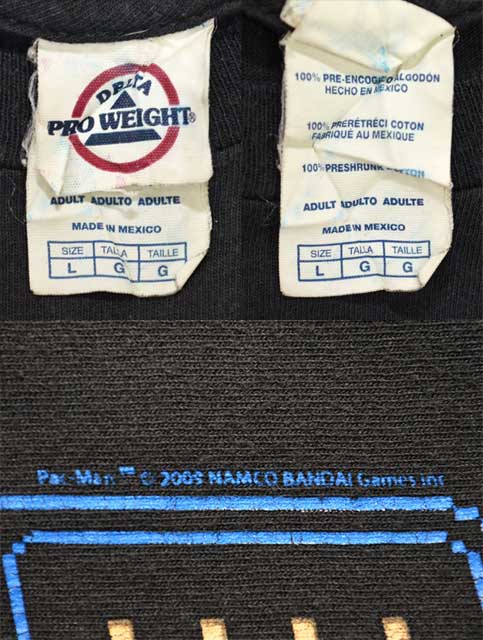 DELTA
PRO WEIGHT®
ADULT ADULTO ADULTE
MADE IN MEXICO
SIZE TALLA TAILLE
L G G
100% PRE-ENCOGIDO ALGODÓN
HECHO EN MEXICO
100% PRÉRÉTRÉCI COTON
FABRIQUÉ AU MEXIQUE
100% PRESHRUNK COTTON
ADULT ADULTO ADULTE
MADE IN MEXICO
SIZE TALLA TAILLE
L G G
Pac-Man™ © 2009 NAMCO BANDAI Games Inc